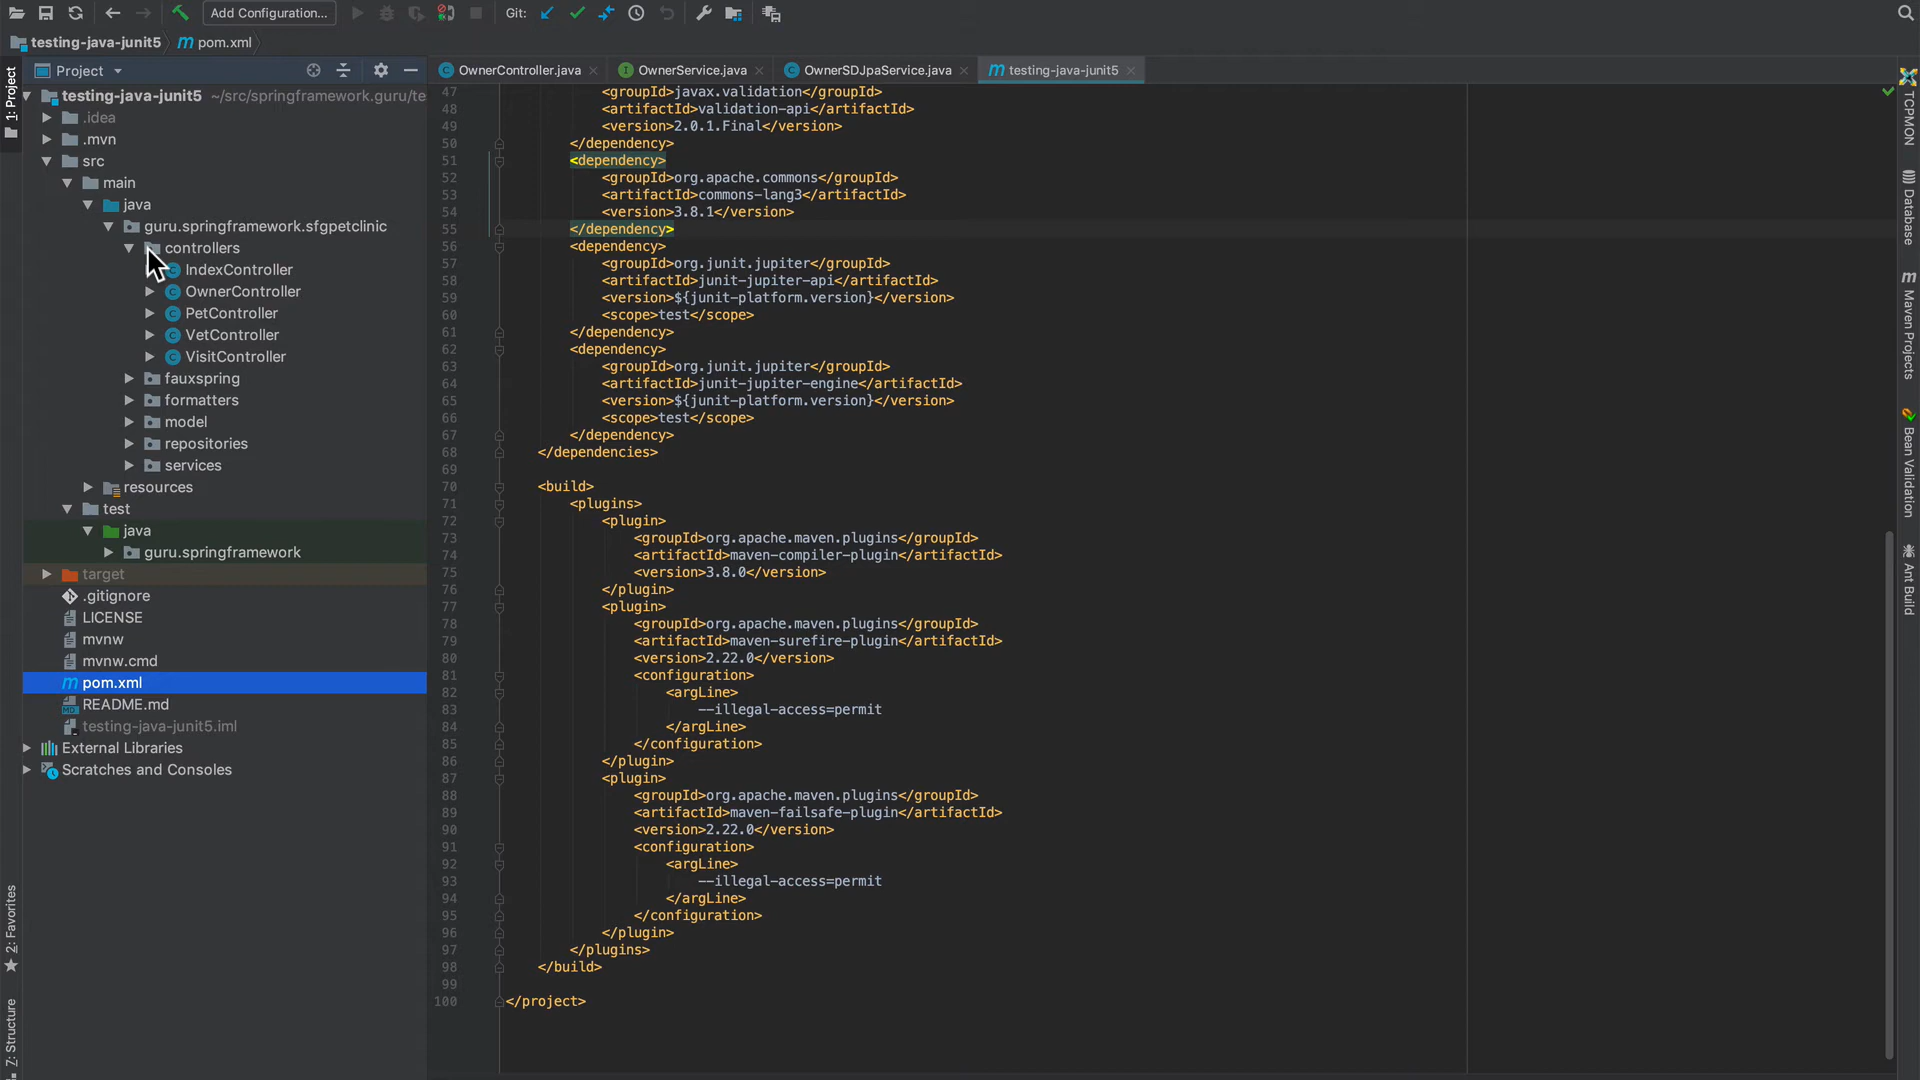 Add Configuration...
Git:
testing-java-junit5
pom.xml
1: Project
Project
OwnerController.java
OwnerService.java
OwnerSDJpaService.java
testing-java-junit5
testing-java-junit5 ~/src/springframework.guru/te
.idea
.mvn
src
main
java
guru.springframework.sfgpetclinic
controllers
IndexController
OwnerController
PetController
VetController
VisitController
fauxspring
formatters
model
repositories
services
resources
test
java
guru.springframework
target
.gitignore
LICENSE
mvnw
mvnw.cmd
pom.xml
README.md
testing-java-junit5.iml
External Libraries
Scratches and Consoles
2: Favorites
Z: Structure
47 <groupId>javax.validation</groupId>
48 <artifactId>validation-api</artifactId>
49 <version>2.0.1.Final</version>
50 </dependency>
51 <dependency>
52 <groupId>org.apache.commons</groupId>
53 <artifactId>commons-lang3</artifactId>
54 <version>3.8.1</version>
55 </dependency>
56 <dependency>
57 <groupId>org.junit.jupiter</groupId>
58 <artifactId>junit-jupiter-api</artifactId>
59 <version>${junit-platform.version}</version>
60 <scope>test</scope>
61 </dependency>
62 <dependency>
63 <groupId>org.junit.jupiter</groupId>
64 <artifactId>junit-jupiter-engine</artifactId>
65 <version>${junit-platform.version}</version>
66 <scope>test</scope>
67 </dependency>
68 </dependencies>
69
70 <build>
71 <plugins>
72 <plugin>
73 <groupId>org.apache.maven.plugins</groupId>
74 <artifactId>maven-compiler-plugin</artifactId>
75 <version>3.8.0</version>
76 </plugin>
77 <plugin>
78 <groupId>org.apache.maven.plugins</groupId>
79 <artifactId>maven-surefire-plugin</artifactId>
80 <version>2.22.0</version>
81 <configuration>
82 <argLine>
83 --illegal-access=permit
84 </argLine>
85 </configuration>
86 </plugin>
87 <plugin>
88 <groupId>org.apache.maven.plugins</groupId>
89 <artifactId>maven-failsafe-plugin</artifactId>
90 <version>2.22.0</version>
91 <configuration>
92 <argLine>
93 --illegal-access=permit
94 </argLine>
95 </configuration>
96 </plugin>
97 </plugins>
98 </build>
99
100 </project>
TCPMON
Database
Maven Projects
Bean Validation
Ant Build